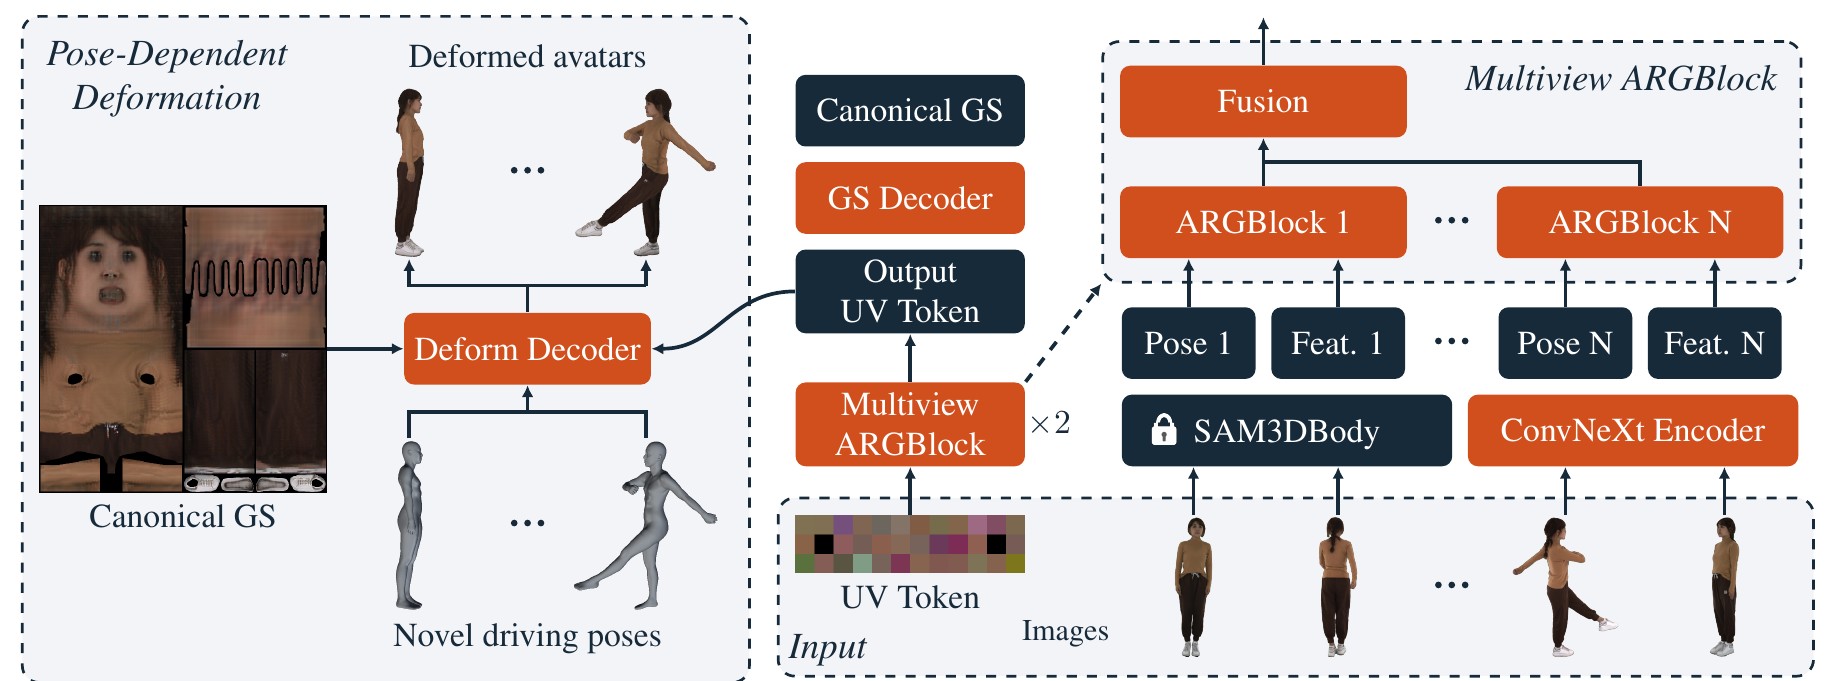 Pose-Dependent
Deformation
Deformed avatars
...
Deform Decoder
Canonical GS
...
Novel driving poses
Canonical GS
GS Decoder
Output
UV Token
Multiview
ARGBlock
×2
UV Token
Input
Images
Multiview ARGBlock
Fusion
ARGBlock 1
...
ARGBlock N
Pose 1
Feat. 1
...
Pose N
Feat. N
SAM3DBody
ConvNeXt Encoder
...